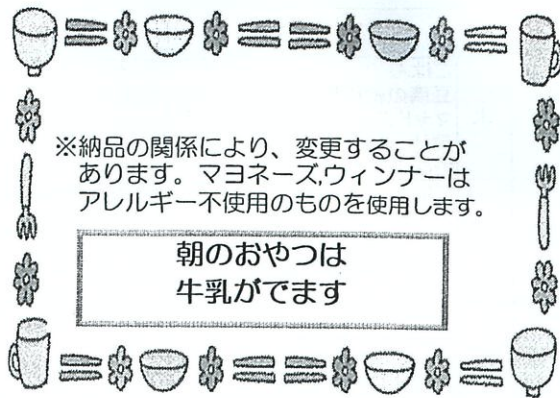 ※納品の関係により、変更することが
あります。マヨネーズ,ウィンナーは
アレルギー不使用のものを使用します。
朝のおやつは
牛乳がでます